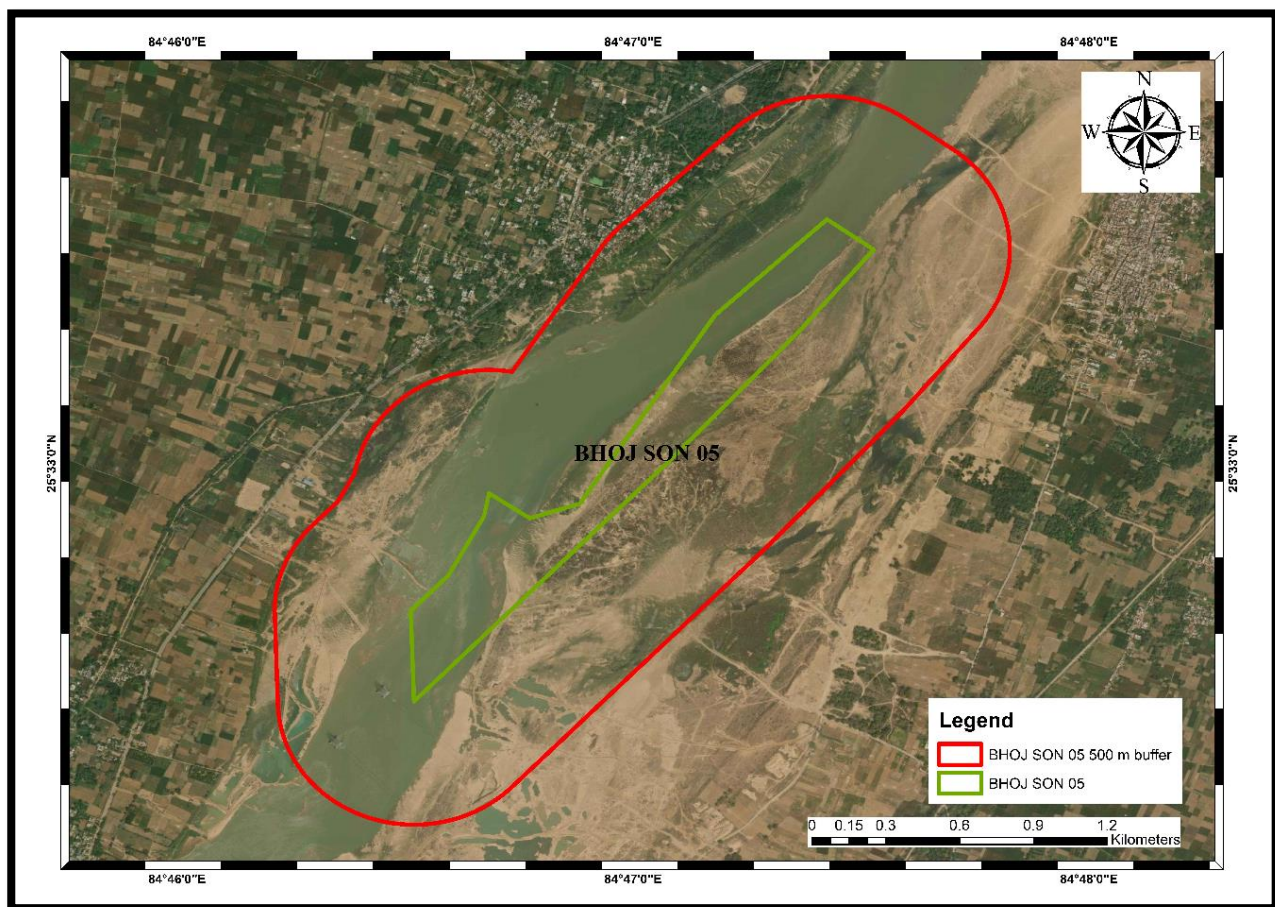 84°46'0"E 84°47'0"E 84°48'0"E
N
W E
S
25°33'0"N 25°33'0"N
BHOJ SON 05
Legend
BHOJ SON 05 500 m buffer
BHOJ SON 05
0 0.15 0.3 0.6 0.9 1.2
Kilometers
84°46'0"E 84°47'0"E 84°48'0"E